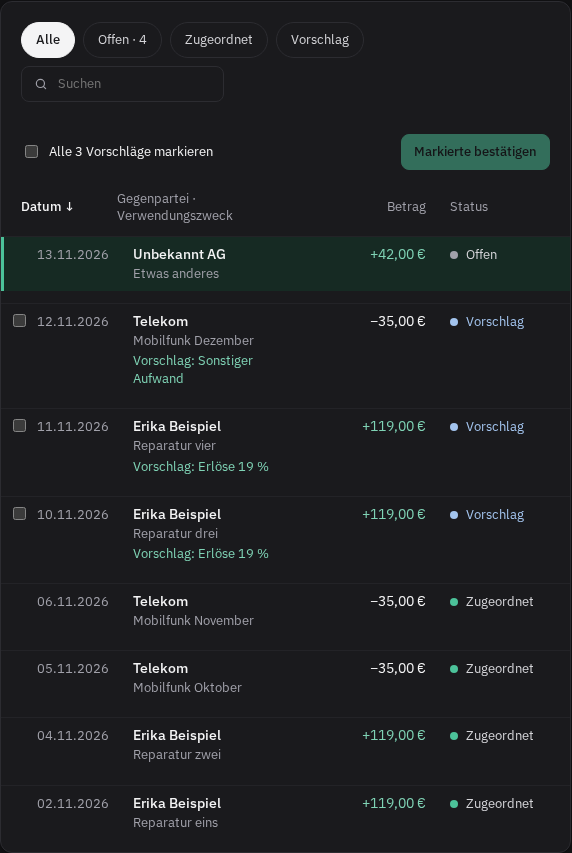 Alle Offen · 4 Zugeordnet Vorschlag
Suchen
Alle 3 Vorschläge markieren Markierte bestätigen
Datum ↓ Gegenpartei · Verwendungszweck Betrag Status
13.11.2026 Unbekannt AG +42,00 € Offen
Etwas anderes
12.11.2026 Telekom −35,00 € Vorschlag
Mobilfunk Dezember
Vorschlag: Sonstiger
Aufwand
11.11.2026 Erika Beispiel +119,00 € Vorschlag
Reparatur vier
Vorschlag: Erlöse 19 %
10.11.2026 Erika Beispiel +119,00 € Vorschlag
Reparatur drei
Vorschlag: Erlöse 19 %
06.11.2026 Telekom −35,00 € Zugeordnet
Mobilfunk November
05.11.2026 Telekom −35,00 € Zugeordnet
Mobilfunk Oktober
04.11.2026 Erika Beispiel +119,00 € Zugeordnet
Reparatur zwei
02.11.2026 Erika Beispiel +119,00 € Zugeordnet
Reparatur eins